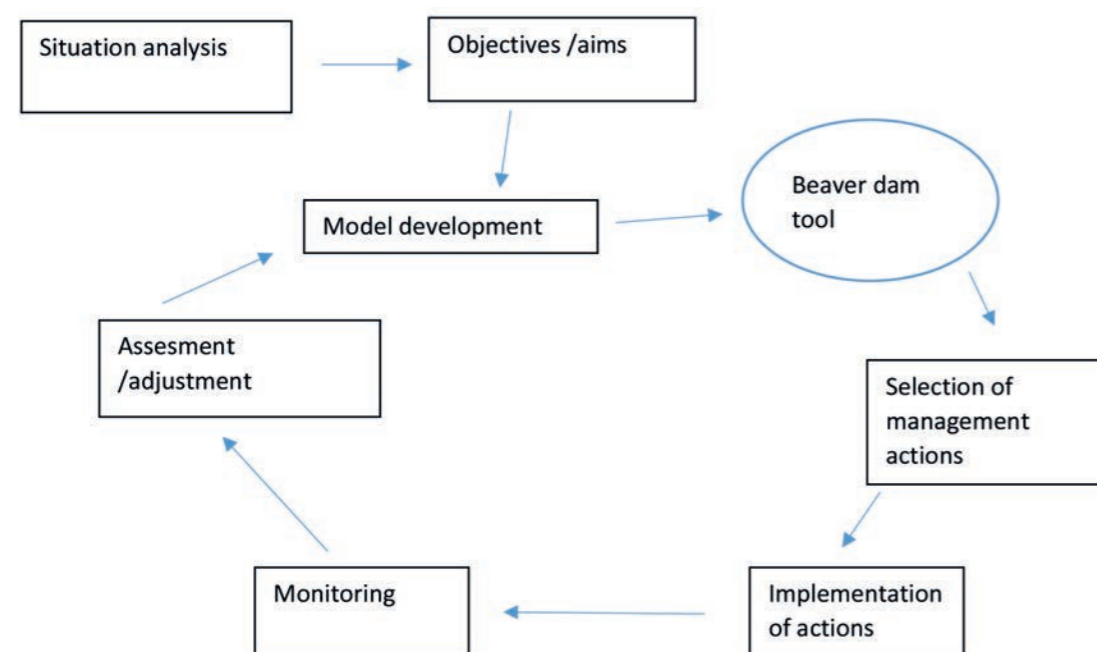 Situation analysis
Objectives /aims
Model development
Beaver dam
tool
Assesment
/adjustment
Selection of
management
actions
Monitoring
Implementation
of actions